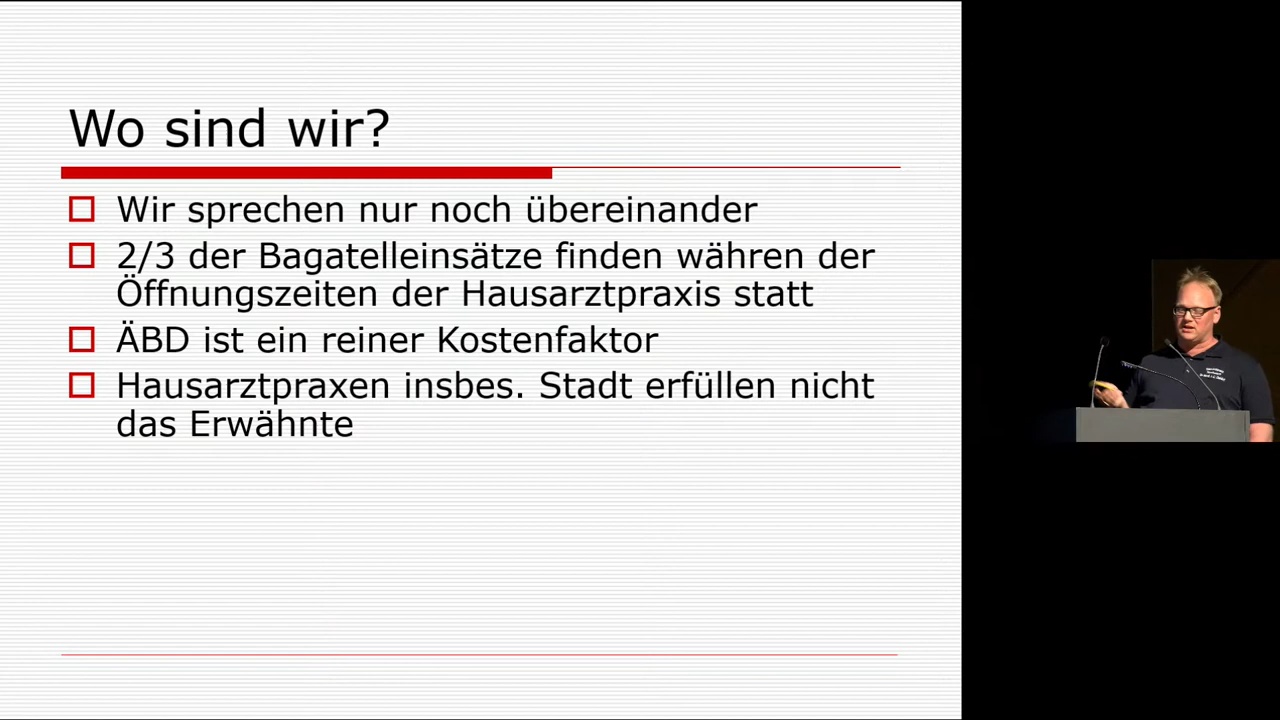 Wo sind wir?
Wir sprechen nur noch übereinander
2/3 der Bagatelleinsätze finden währen der
Öffnungszeiten der Hausarztpraxis statt
ÄBD ist ein reiner Kostenfaktor
Hausarztpraxen insbes. Stadt erfüllen nicht
das Erwähnte